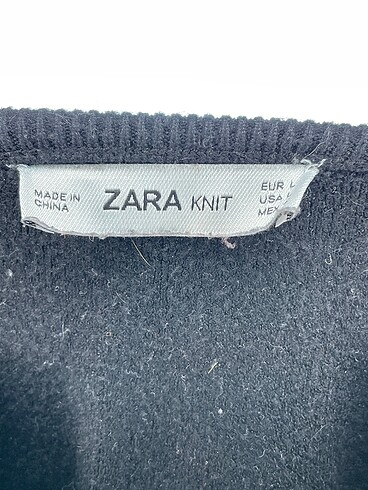 MADE IN
CHINA
ZARA KNIT
EUR L
USA
MEX